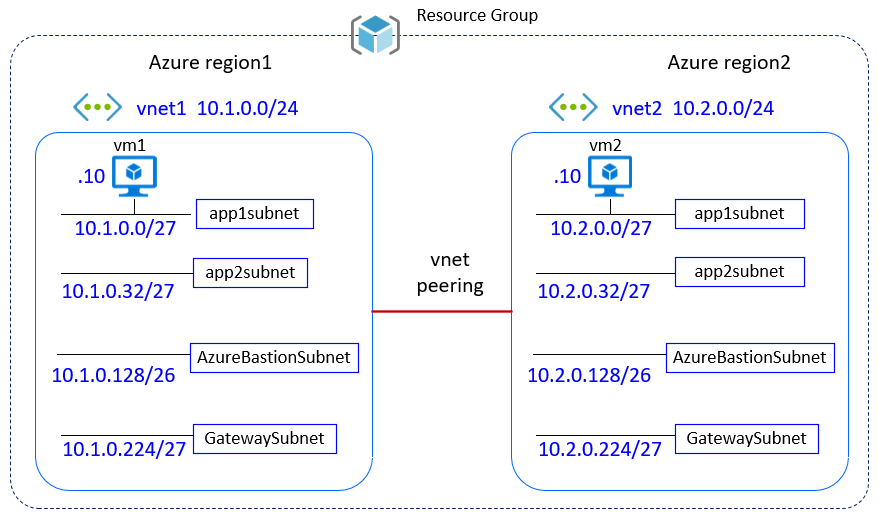 Resource Group
Azure region1
vnet1 10.1.0.0/24
vm1
.10
app1subnet
10.1.0.0/27
app2subnet
10.1.0.32/27
AzureBastionSubnet
10.1.0.128/26
GatewaySubnet
10.1.0.224/27
vnet
peering
Azure region2
vnet2 10.2.0.0/24
vm2
.10
app1subnet
10.2.0.0/27
app2subnet
10.2.0.32/27
AzureBastionSubnet
10.2.0.128/26
GatewaySubnet
10.2.0.224/27